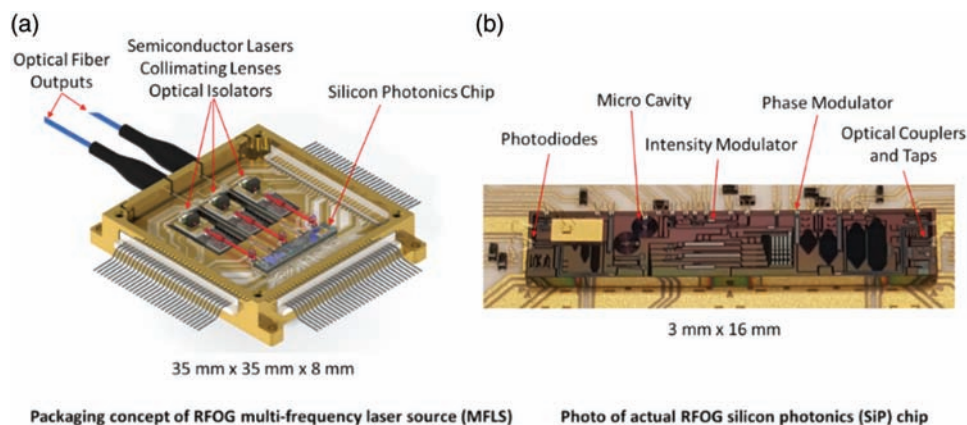 (a)
Optical Fiber
Outputs
Semiconductor Lasers
Collimating Lenses
Optical Isolators
Silicon Photonics Chip
35 mm x 35 mm x 8 mm
Packaging concept of RFOG multi-frequency laser source (MFLS)
(b)
Photodiodes
Micro Cavity
Intensity Modulator
Phase Modulator
Optical Couplers
and Taps
3 mm x 16 mm
Photo of actual RFOG silicon photonics (SiP) chip